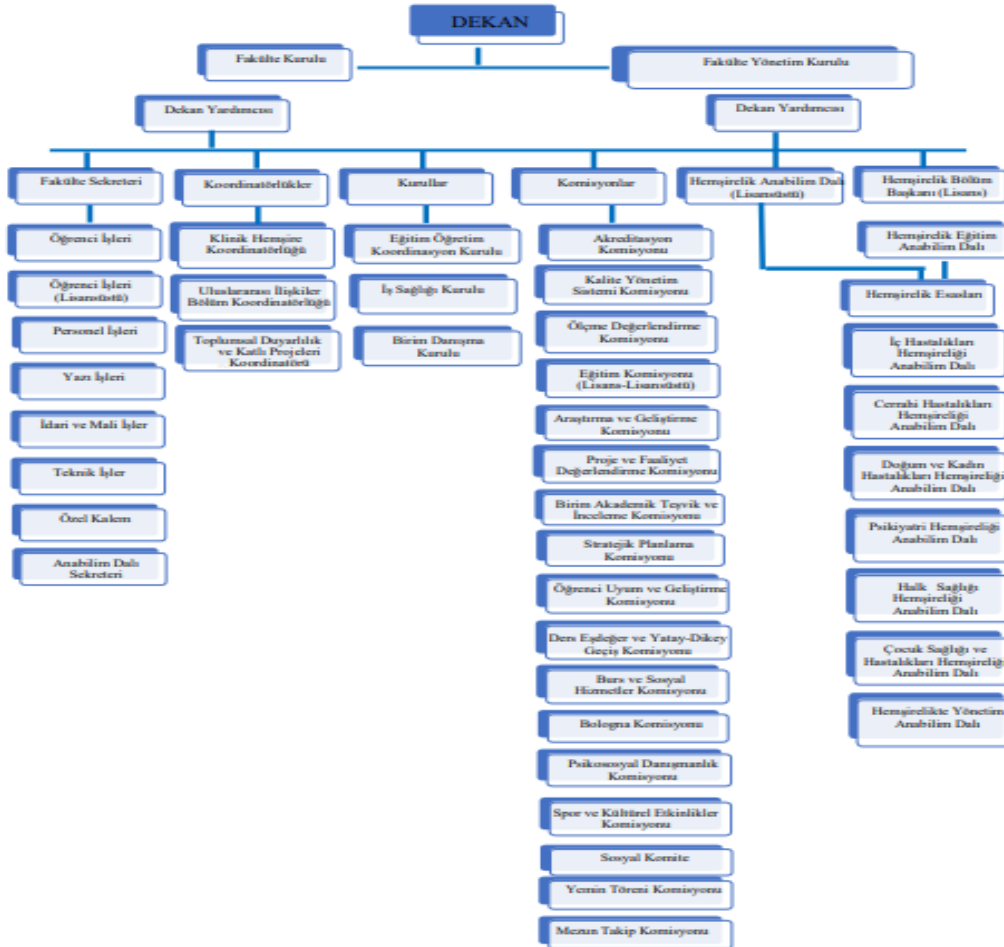 DEKAN
Fakülte Kurulu
Fakülte Yönetim Kurulu
Dekan Yardımcısı
Dekan Yardımcısı
Fakülte Sekreteri
Öğrenci İşleri
Öğrenci İşleri
(Lisansüstü)
Personel İşleri
Yazı İşleri
İdari ve Mali İşler
Teknik İşler
Özel Kalem
Anabilim Dalı
Sekreteri
Koordinatörlükler
Klinik Hemşire
Koordinatörlüğü
Uluslararası İlişkiler
Bölüm Koordinatörlüğü
Toplumsal Duyarlılık
ve Katlı Projeleri
Koordinatörü
Kurullar
Eğitim Öğretim
Koordinasyon Kurulu
İş Sağlığı Kurulu
Birim Danışma
Kurulu
Komisyonlar
Akreditasyon
Komisyonu
Kalite Yönetim
Sistemi Komisyonu
Ölçme Değerlendirme
Komisyonu
Eğitim Komisyonu
(Lisans-Lisansüstü)
Araştırma ve Geliştirme
Komisyonu
Proje ve Faaliyet
Değerlendirme Komisyonu
Birim Akademik Teşvik ve
İnceleme Komisyonu
Stratejik Planlama
Komisyonu
Öğrenci Uyum ve Geliştirme
Komisyonu
Ders Eşdeğer ve Yatay-Dikey
Geçiş Komisyonu
Burs ve Sosyal
Hizmetler Komisyonu
Bologna Komisyonu
Psikososyal Danışmanlık
Komisyonu
Spor ve Kültürel Etkinlikler
Komisyonu
Sosyal Komite
Yemin Töreni Komisyonu
Mezun Takip Komisyonu
Hemşirelik Anabilim Dalı
(Lisansüstü)
Hemşirelik Bölüm
Başkanı (Lisans)
Hemşirelik Eğitim
Anabilim Dalı
Hemşirelik Esasları
İç Hastalıkları
Hemşireliği
Anabilim Dalı
Cerrahi Hastalıkları
Hemşireliği
Anabilim Dalı
Doğum ve Kadın
Hastalıkları Hemşireliği
Anabilim Dalı
Psikiyatri Hemşireliği
Anabilim Dalı
Halk Sağlığı
Hemşireliği
Anabilim Dalı
Çocuk Sağlığı ve
Hastalıkları Hemşireliği
Anabilim Dalı
Hemşirelikte Yönetim
Anabilim Dalı